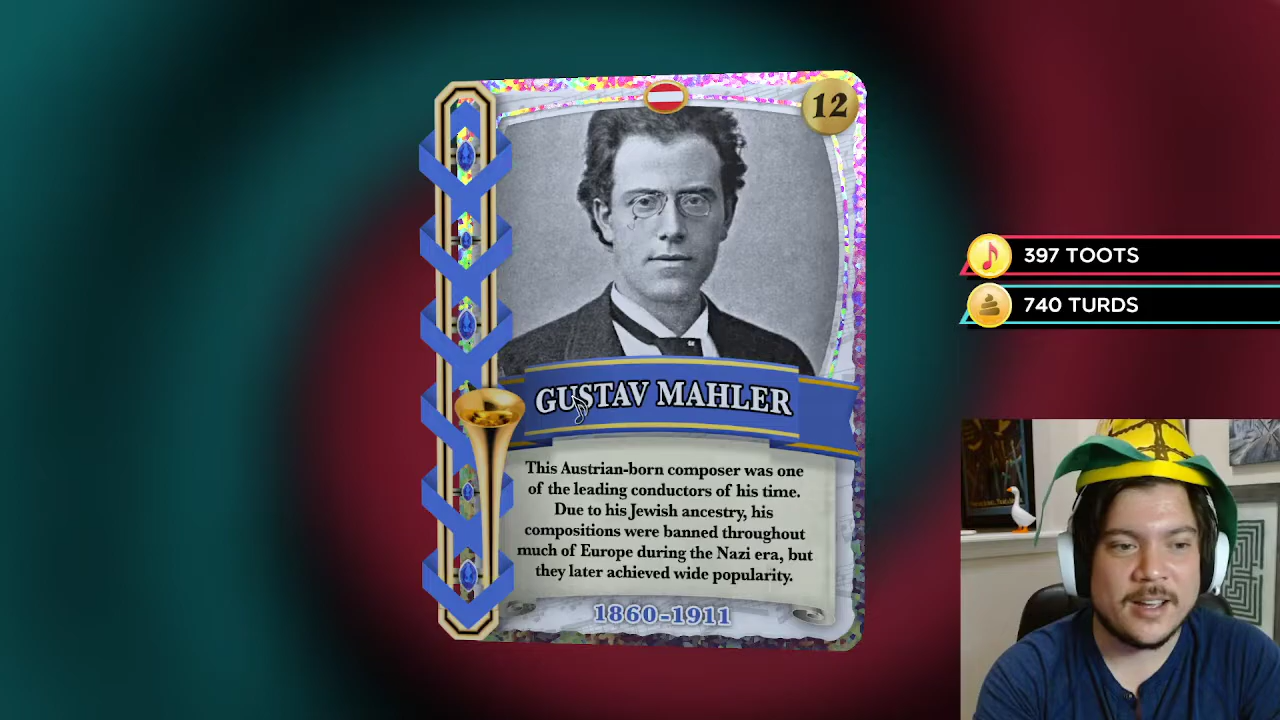 12
GUSTAV MAHLER
This Austrian-born composer was one
of the leading conductors of his time.
Due to his Jewish ancestry, his
compositions were banned throughout
much of Europe during the Nazi era, but
they later achieved wide popularity.
1860-1911
397 TOOTS
740 TURDS